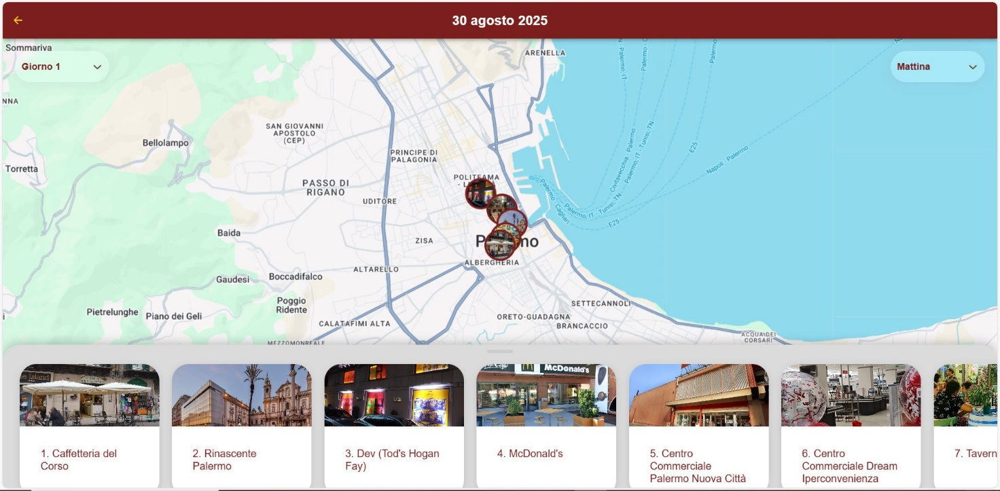 30 agosto 2025
Sommariva
Giorno 1
ARENELLA
Mattina
NNA
SAN GIOVANNI
APOSTOLO
(CEP)
Bellolampo
PRINCIPE DI
PALAGONIA
Torretta
POLITEAMA
PASSO DI
RIGANO
UDITORE
Palermo - Cagliari
Palermo, IT - Tunisi, TN
Civitavecchia - Palermo
Palermo, IT - Tunisi, TN
E25
E25
Napoli - Palermo
Baida
ZISA
ALBERGHERIA
ALTARELLO
Gaudesi
Boccadifalco
Poggio
Ridente
SETTECANNOLI
Pietrelunghe
Piano dei Geli
CALATAFIMI ALTA
ORETO-GUADAGNA
BRANCACCIO
MEZZOMONREALE
ACQUA DEI
CORSARI
McDonald's
1. Caffetteria del
Corso
2. Rinascente
Palermo
3. Dev (Tod's Hogan
Fay)
4. McDonald's
5. Centro
Commerciale
Palermo Nuova Città
6. Centro
Commerciale Dream
Iperconvenienza
7. Tavern